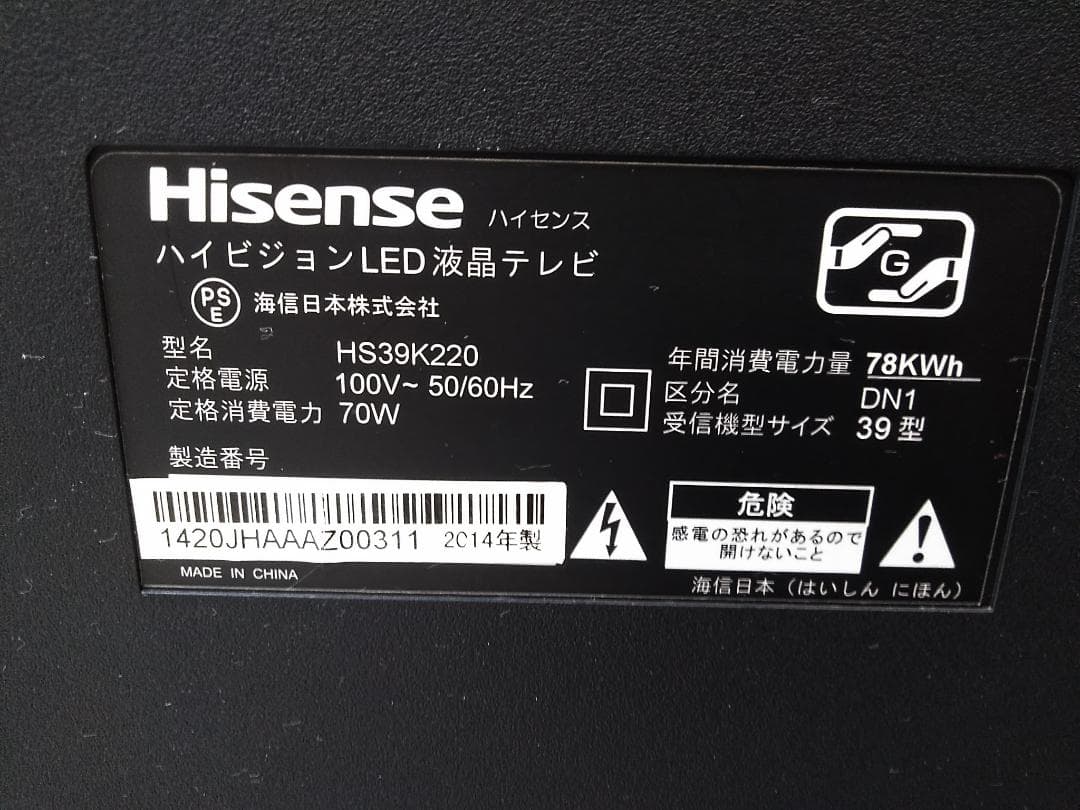 Hisense ハイセンス
ハイビジョンLED液晶テレビ
PSE 海信日本株式会社
G
型名 HS39K220
定格電源 100V~ 50/60Hz
定格消費電力 70W
年間消費電力量 78KWh
区分名 DN1
受信機型サイズ 39型
製造番号
1420JHAAAZ00311 2014年製
MADE IN CHINA
危険
感電の恐れがあるので
開けないこと
海信日本（はいしん にほん）